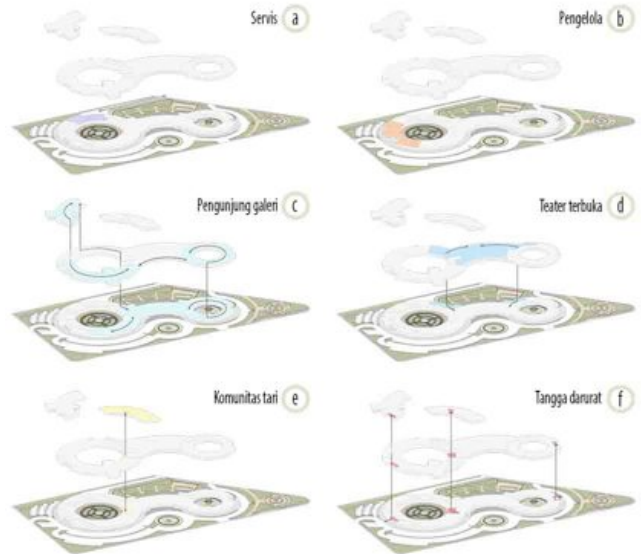 Servis a
Pengelola b
Pengunjung galeri c
Teater terbuka d
Komunitas tari e
Tangga darurat f